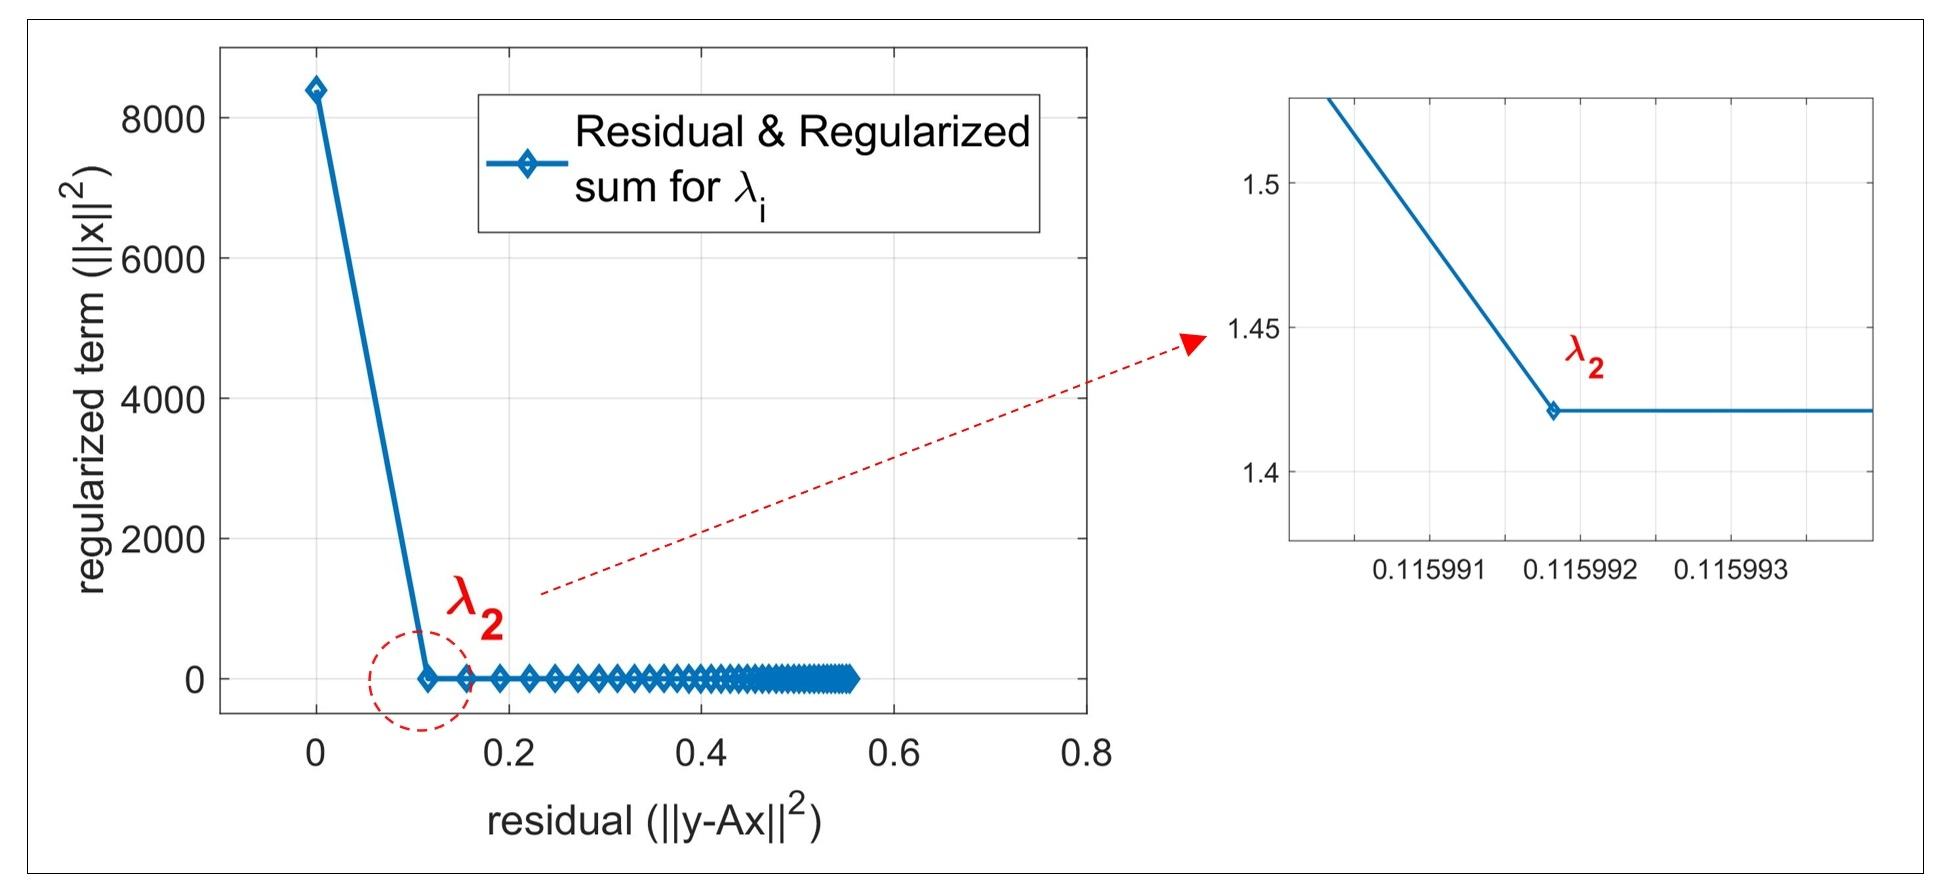 8000
6000
4000
2000
0
regularized term (||x||²)
Residual & Regularized
sum for λᵢ
λ₂
0 0.2 0.4 0.6 0.8
residual (||y-Ax||²)
1.5
1.45
1.4
λ₂
0.115991 0.115992 0.115993